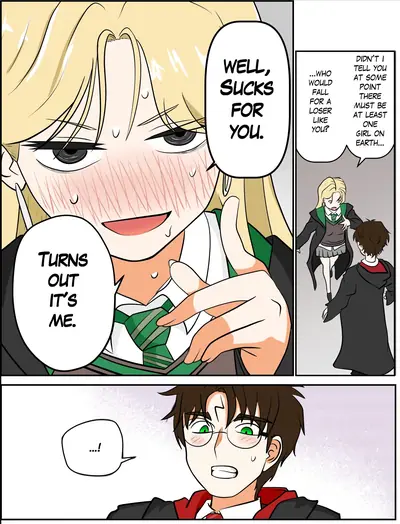 DIDN'T I
TELL YOU
AT SOME
POINT
THERE
MUST BE
AT LEAST
ONE
GIRL ON
EARTH...
...WHO
WOULD
FALL
FOR A
LOSER
LIKE
YOU?
WELL,
SUCKS
FOR
YOU.
TURNS
OUT
IT'S
ME.
...!